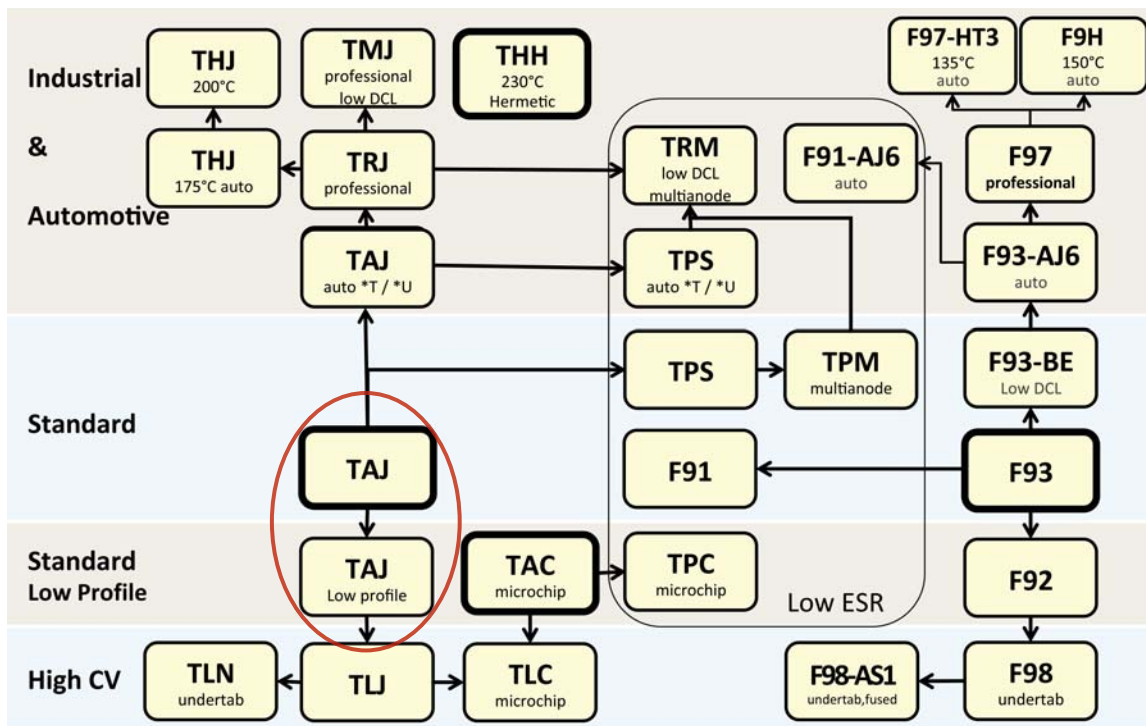 Industrial
&
Automotive
THJ
200°C
TMJ
professional
low DCL
THH
230°C
Hermetic
F97-HT3
135°C
auto
F9H
150°C
auto
THJ
175°C auto
TRJ
professional
TRM
low DCL
multianode
F91-AJ6
auto
F97
professional
TAJ
auto *T / *U
TPS
auto *T / *U
F93-AJ6
auto
Standard
TPS
TPM
multianode
F93-BE
Low DCL
TAJ
F91
F93
Standard
Low Profile
TAJ
Low profile
TAC
microchip
TPC
microchip
Low ESR
F92
High CV
TLN
undertab
TLJ
TLC
microchip
F98-AS1
undertab,fused
F98
undertab